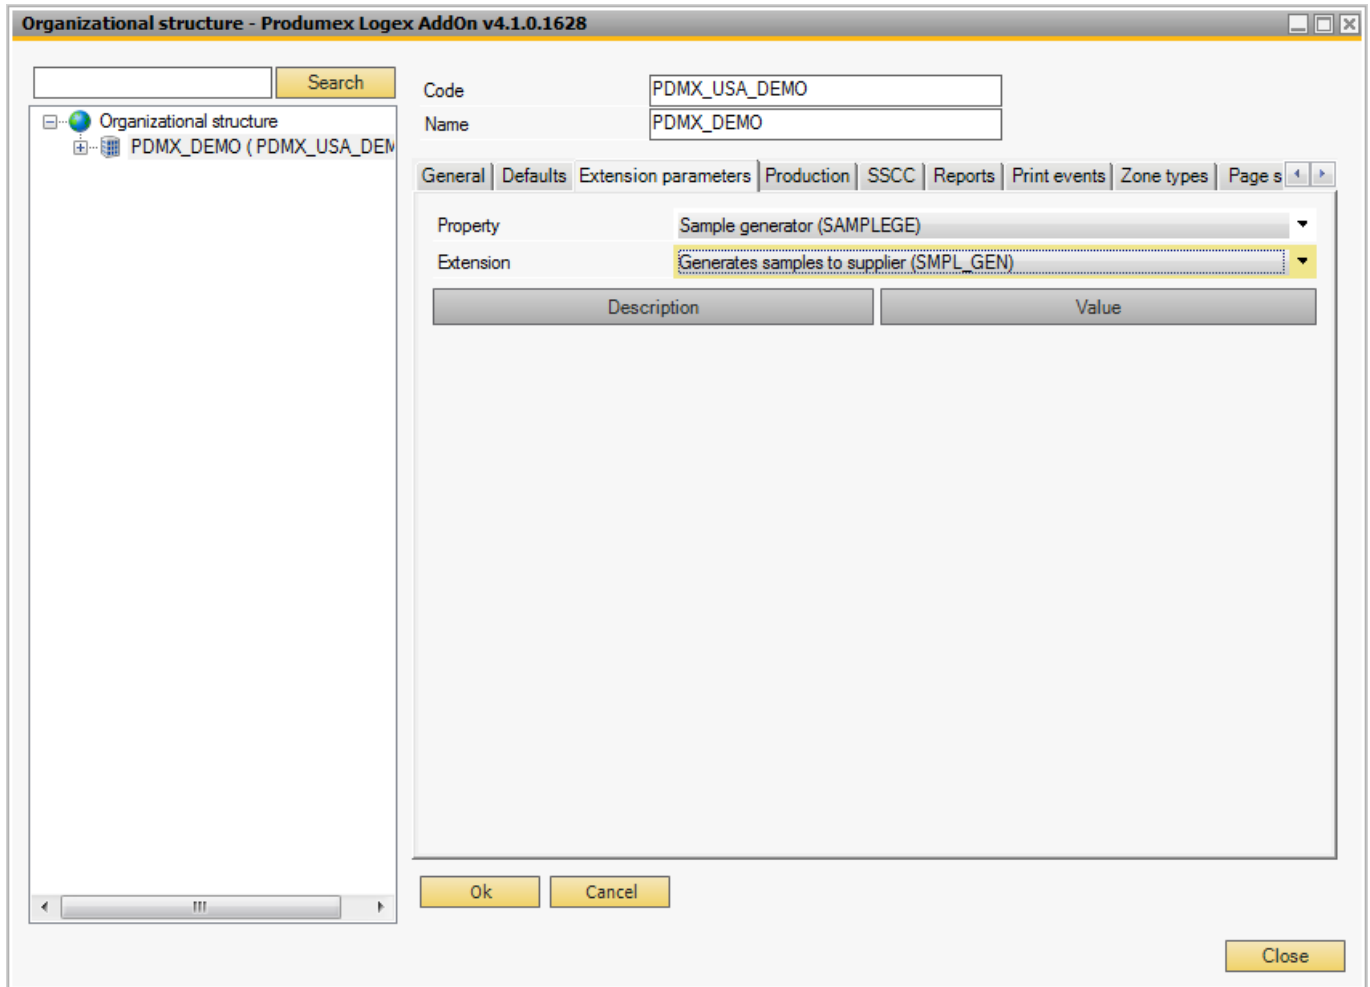 Organizational structure - Produmex Logex AddOn v4.1.0.1628
Search
Organizational structure
PDMX_DEMO ( PDMX_USA_DEM
Code PDMX_USA_DEMO
Name PDMX_DEMO
General Defaults Extension parameters Production SSCC Reports Print events Zone types Page s
Property Sample generator (SAMPLEGE)
Extension Generates samples to supplier (SMPL_GEN)
Description Value
Ok Cancel
Close